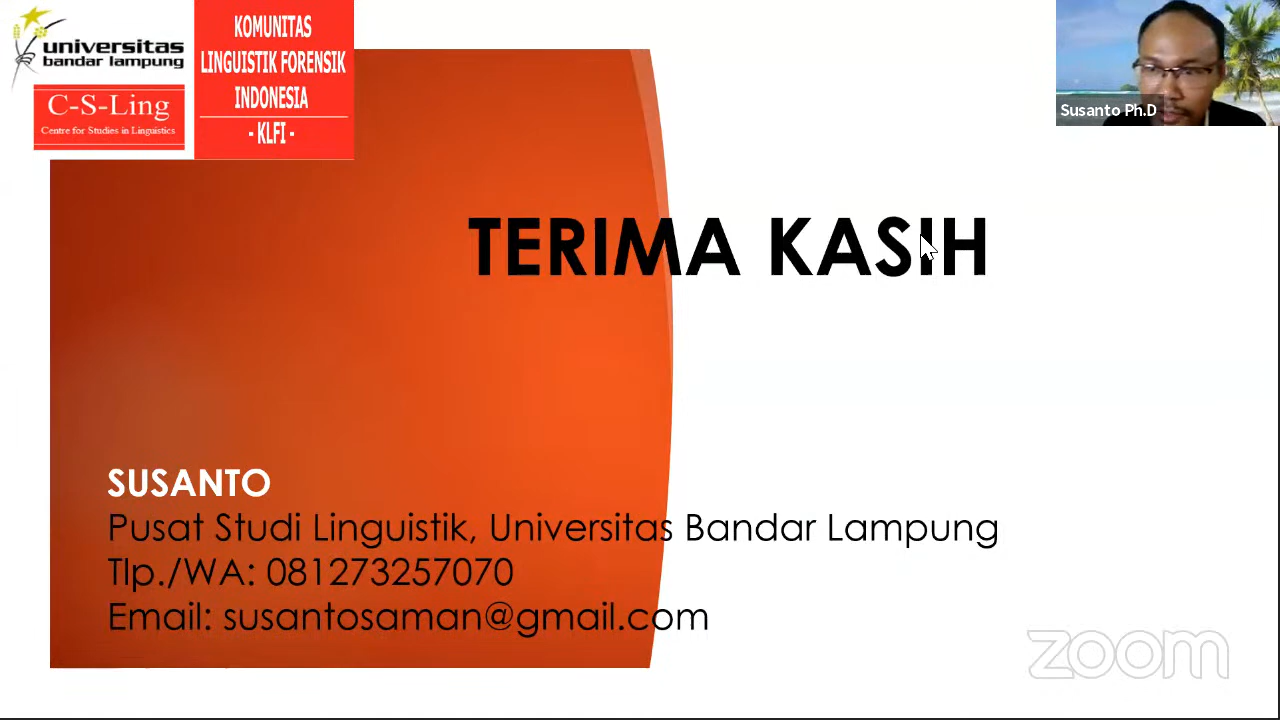 universitas
bandar lampung
C-S-Ling
Centre for Studies in Linguistics
KOMUNITAS
LINGUISTIK FORENSIK
INDONESIA
- KLFI -
Susanto Ph.D
TERIMA KASIH
SUSANTO
Pusat Studi Linguistik, Universitas Bandar Lampung
Tlp./WA: 081273257070
Email: susantosaman@gmail.com
zoom